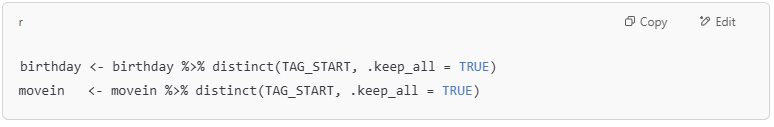 r
Copy
Edit
birthday <- birthday %>% distinct(TAG_START, .keep_all = TRUE)
movein   <- movein %>% distinct(TAG_START, .keep_all = TRUE)